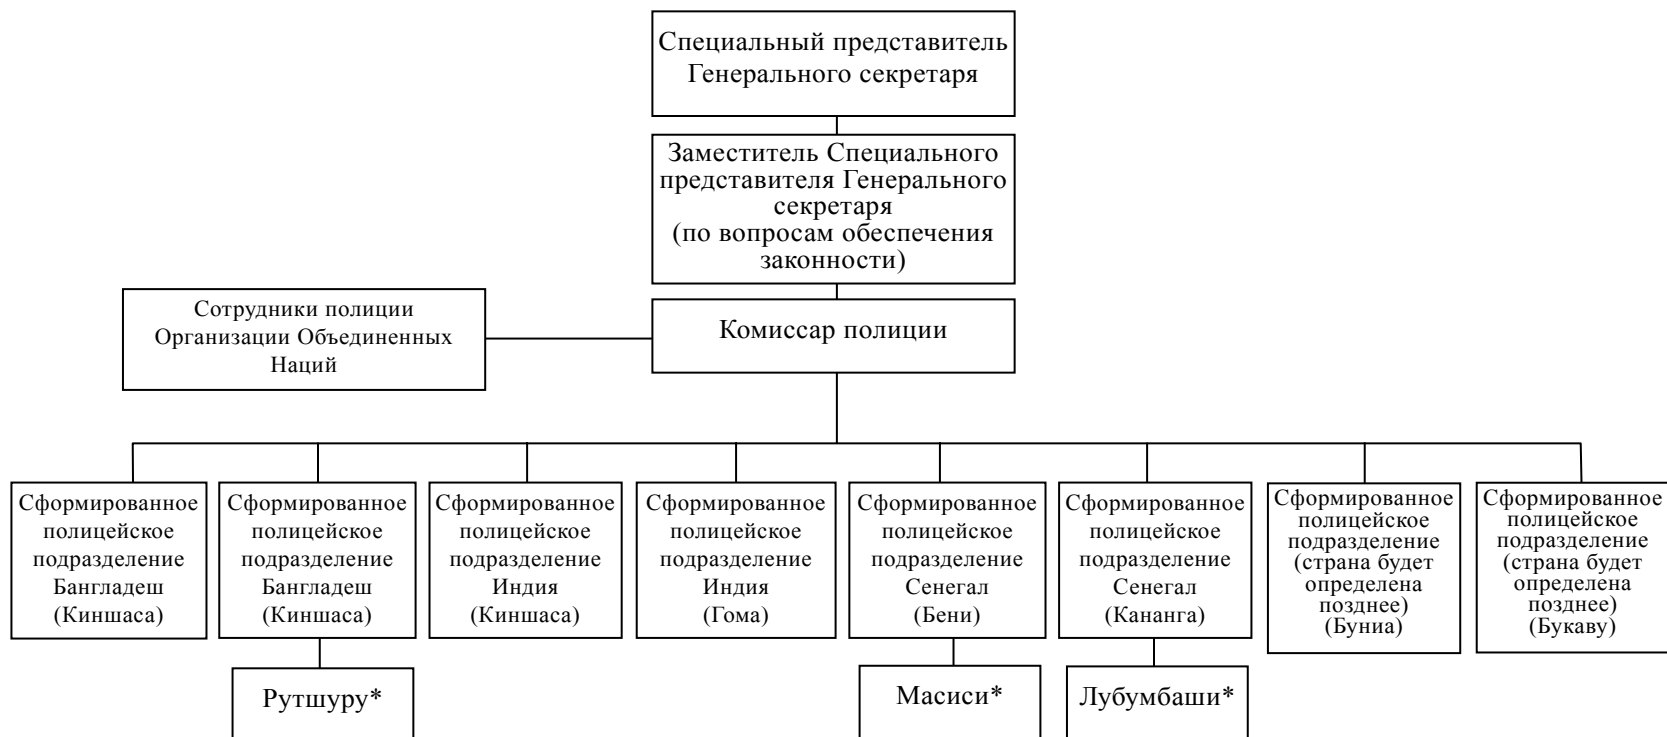 Специальный представитель
Генерального секретаря
Заместитель Специального
представителя Генерального
секретаря
(по вопросам обеспечения
законности)
Сотрудники полиции
Организации Объединенных
Наций
Комиссар полиции
Сформированное
полицейское
подразделение
Бангладеш
(Киншаса)
Сформированное
полицейское
подразделение
Бангладеш
(Киншаса)
Сформированное
полицейское
подразделение
Индия
(Киншаса)
Сформированное
полицейское
подразделение
Индия
(Гома)
Сформированное
полицейское
подразделение
Сенегал
(Бени)
Сформированное
полицейское
подразделение
Сенегал
(Кананга)
Сформированное
полицейское
подразделение
(страна будет
определена
позднее)
(Буниа)
Сформированное
полицейское
подразделение
(страна будет
определена
позднее)
(Букаву)
Рутшуру*
Масиси*
Лубумбаши*